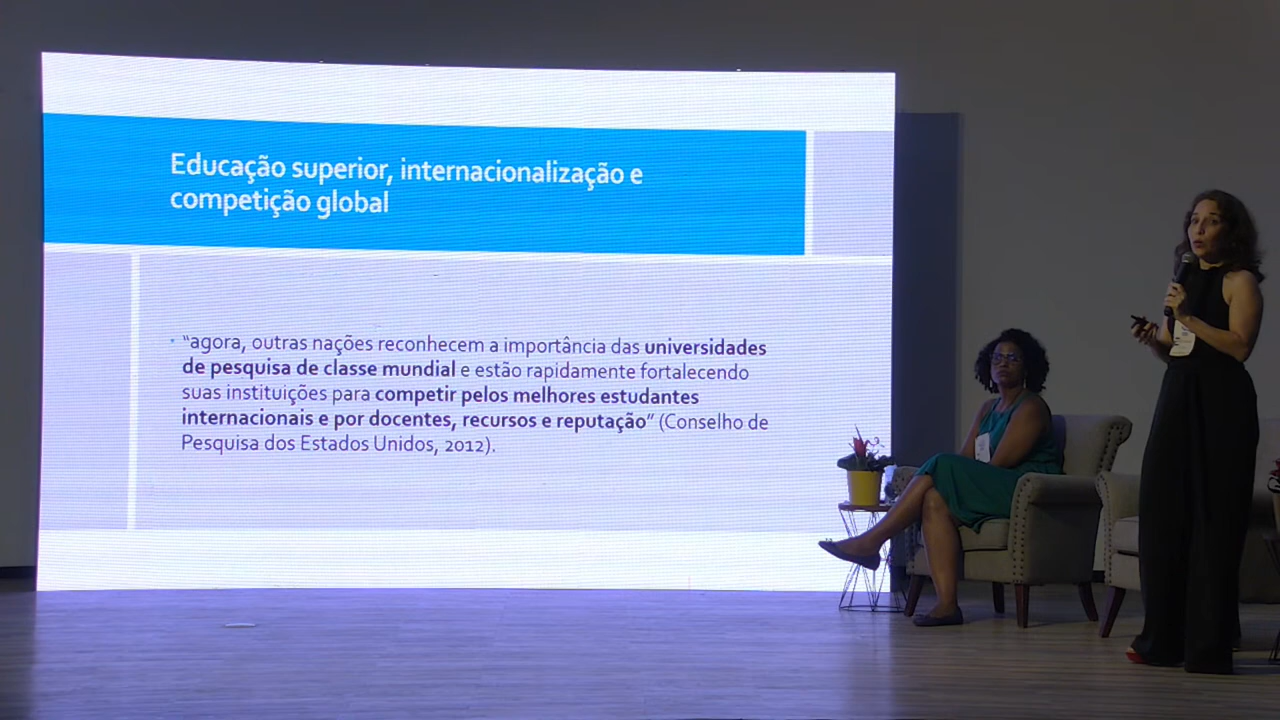 Educação superior, internacionalização e
competição global
“agora, outras nações reconhecem a importância das universidades
de pesquisa de classe mundial e estão rapidamente fortalecendo
suas instituições para competir pelos melhores estudantes
internacionais e por docentes, recursos e reputação” (Conselho de
Pesquisa dos Estados Unidos, 2012).